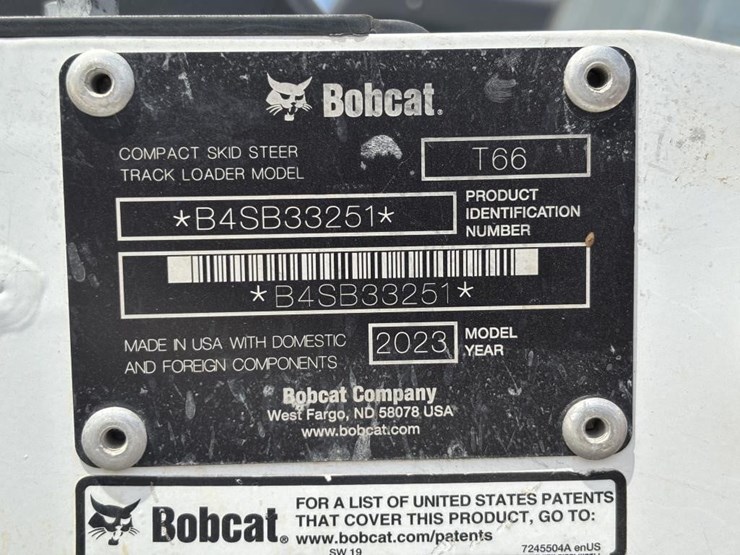 Bobcat.
COMPACT SKID STEER
TRACK LOADER MODEL
T66
*B4SB33251*
PRODUCT
IDENTIFICATION
NUMBER
*B4SB33251*
MADE IN USA WITH DOMESTIC
AND FOREIGN COMPONENTS
2023
MODEL
YEAR
Bobcat Company
West Fargo, ND 58078 USA
www.bobcat.com
Bobcat.
FOR A LIST OF UNITED STATES PATENTS
THAT COVER THIS PRODUCT, GO TO:
www.bobcat.com/patents
SW 19
7245504A enUS